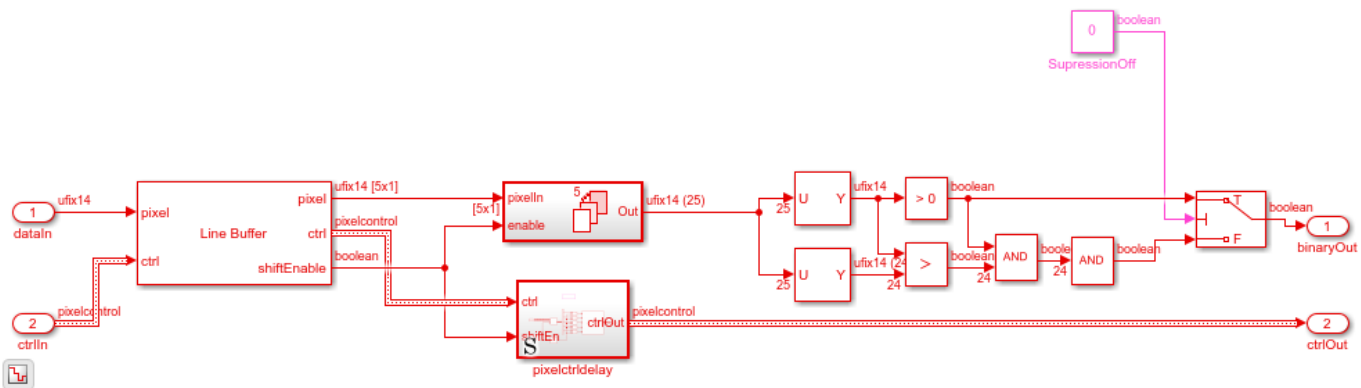 0
boolean
SupressionOff
1
dataIn
ufix14
2
ctrlIn
pixelcontrol
pixel
ctrl
Line Buffer
pixel
ctrl
shiftEnable
ufix14 [5x1]
pixelcontrol
boolean
[5x1]
pixelIn
enable
5
Out
ufix14 (25)
ctrl
shiftEn
S
ctrlOut
pixelctrldelay
pixelcontrol
25
U
Y
ufix14
25
U
Y
ufix14 (24
24
> 0
boolean
>
boolean
24
AND
boole
24
AND
boolean
T
F
boolean
1
binaryOut
2
ctrlOut